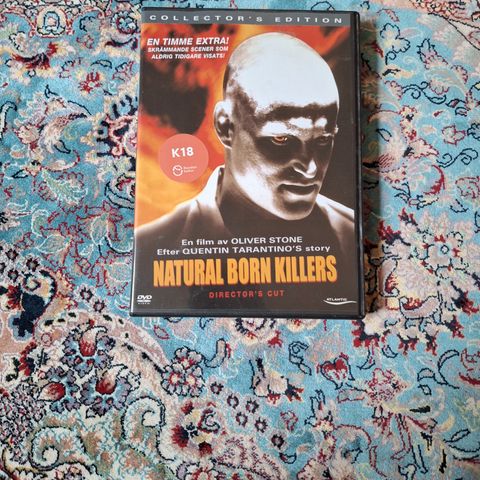 COLLECTOR'S EDITION
EN TIMME EXTRA!
SKRÄMMANDE SCENER SOM
ALDRIG TIDIGARE VISATS!
K18
En film av OLIVER STONE
Efter QUENTIN TARANTINO'S story
NATURAL BORN KILLERS
DIRECTOR'S CUT
DVD
ATLANTIC